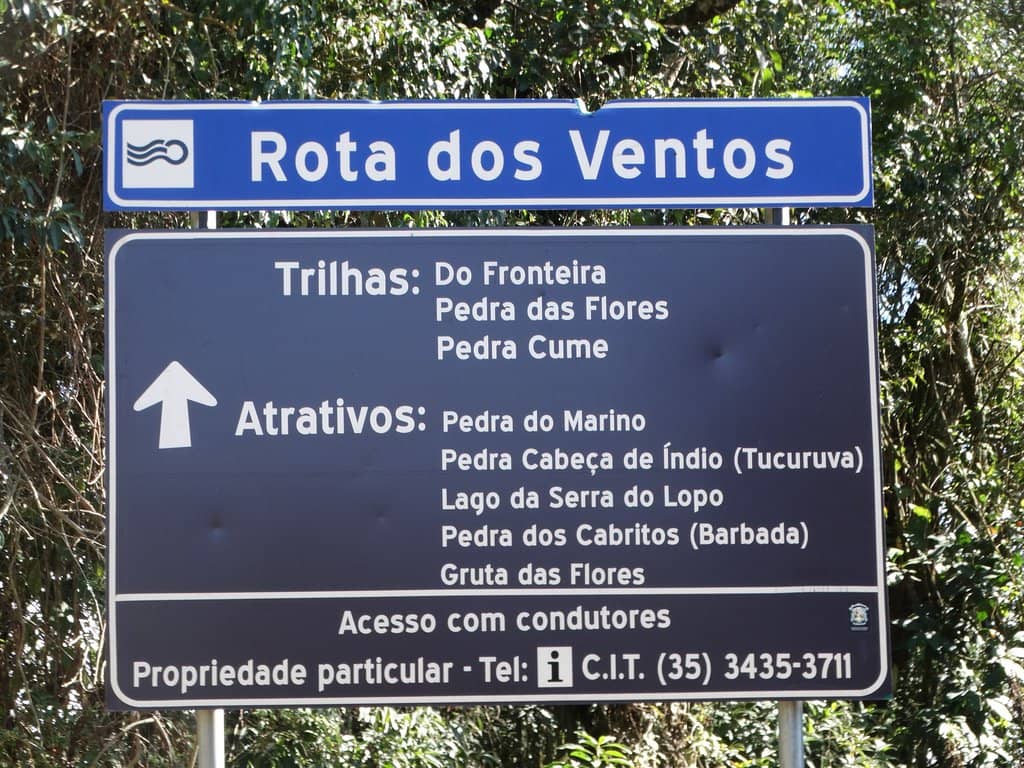 Rota dos Ventos
Trilhas: Do Fronteira
Pedra das Flores
Pedra Cume
Atrativos: Pedra do Marino
Pedra Cabeça de Índio (Tucuruva)
Lago da Serra do Lopo
Pedra dos Cabritos (Barbada)
Gruta das Flores
Acesso com condutores
Propriedade particular - Tel: i C.I.T. (35) 3435-3711